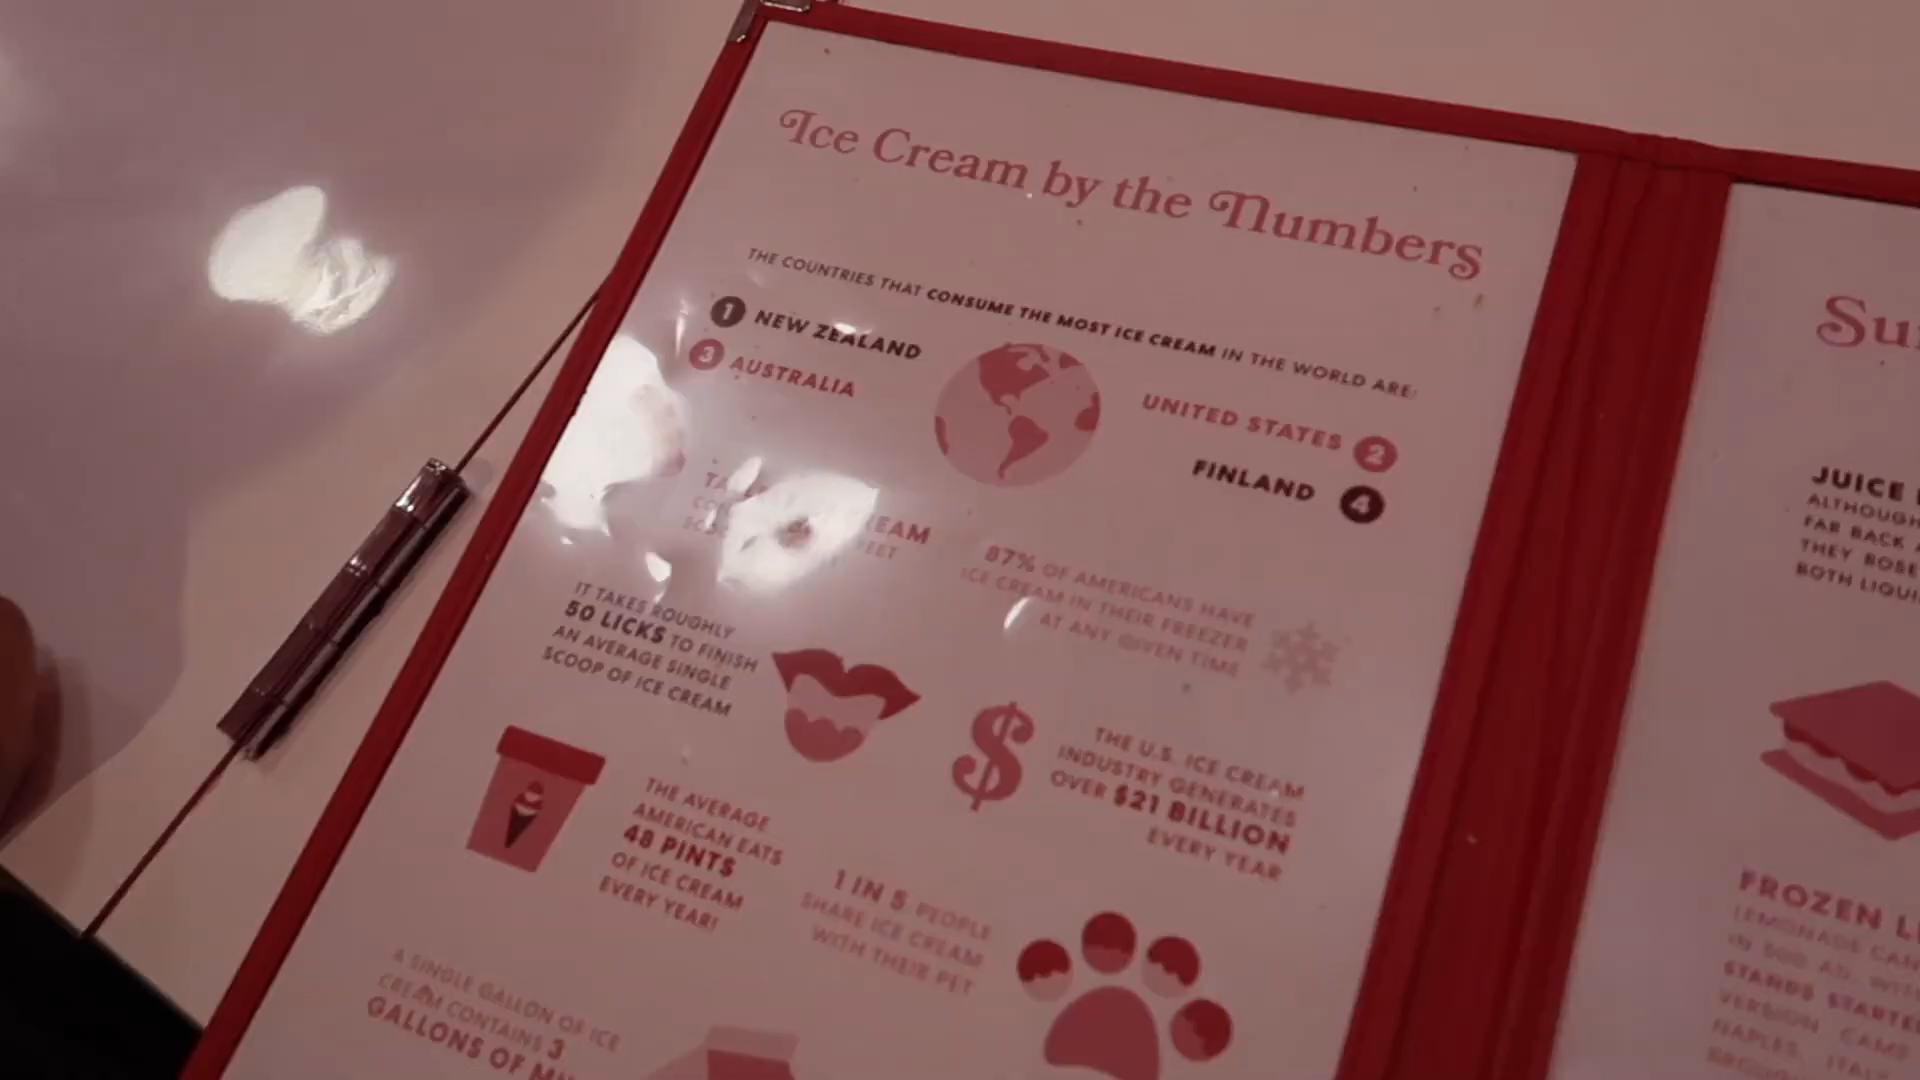 Ice Cream by the Numbers
THE COUNTRIES THAT CONSUME THE MOST ICE CREAM IN THE WORLD ARE:
1 NEW ZEALAND
UNITED STATES 2
3 AUSTRALIA
FINLAND 4
87% OF AMERICANS HAVE
ICE CREAM IN THEIR FREEZER
AT ANY GIVEN TIME
IT TAKES ROUGHLY
50 LICKS TO FINISH
AN AVERAGE SINGLE
SCOOP OF ICE CREAM
THE U.S. ICE CREAM
INDUSTRY GENERATES
OVER $21 BILLION
EVERY YEAR
THE AVERAGE
AMERICAN EATS
48 PINTS
OF ICE CREAM
EVERY YEAR!
1 IN 5 PEOPLE
SHARE ICE CREAM
WITH THEIR PET
A SINGLE GALLON OF ICE
CREAM CONTAINS 3
GALLONS OF
JUICE
ALTHOUGH
FAR BACK
THEY
BOTH
FROZEN
LEMONADE
STANDS
NAPLES, ITALY